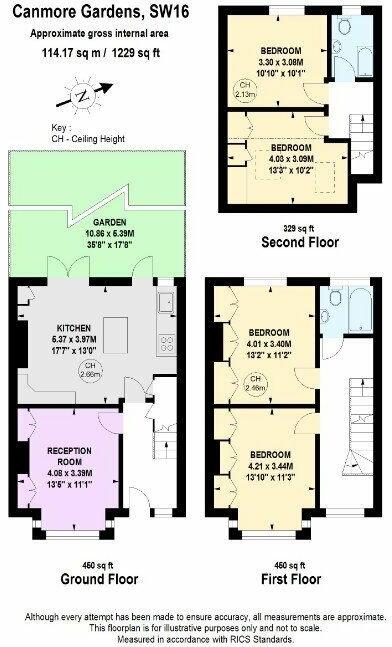 Canmore Gardens, SW16
Approximate gross internal area
114.17 sq m / 1229 sq ft
N
Key :
CH - Ceiling Height
BEDROOM
3.30 x 3.08M
10'10" x 10'1"
CH
2.13m
BEDROOM
4.03 x 3.09M
13'3" x 10'2"
329 sq ft
Second Floor
GARDEN
10.86 x 5.39M
35'8" x 17'8"
KITCHEN
5.37 x 3.97M
17'7" x 13'0"
CH
2.66m
RECEPTION
ROOM
4.08 x 3.39M
13'5" x 11'1"
450 sq ft
Ground Floor
BEDROOM
4.01 x 3.40M
13'2" x 11'2"
CH
2.46m
BEDROOM
4.21 x 3.44M
13'10" x 11'3"
450 sq ft
First Floor
Although every attempt has been made to ensure accuracy, all measurements are approximate.
This floorplan is for illustrative purposes only and not to scale.
Measured in accordance with RICS Standards.